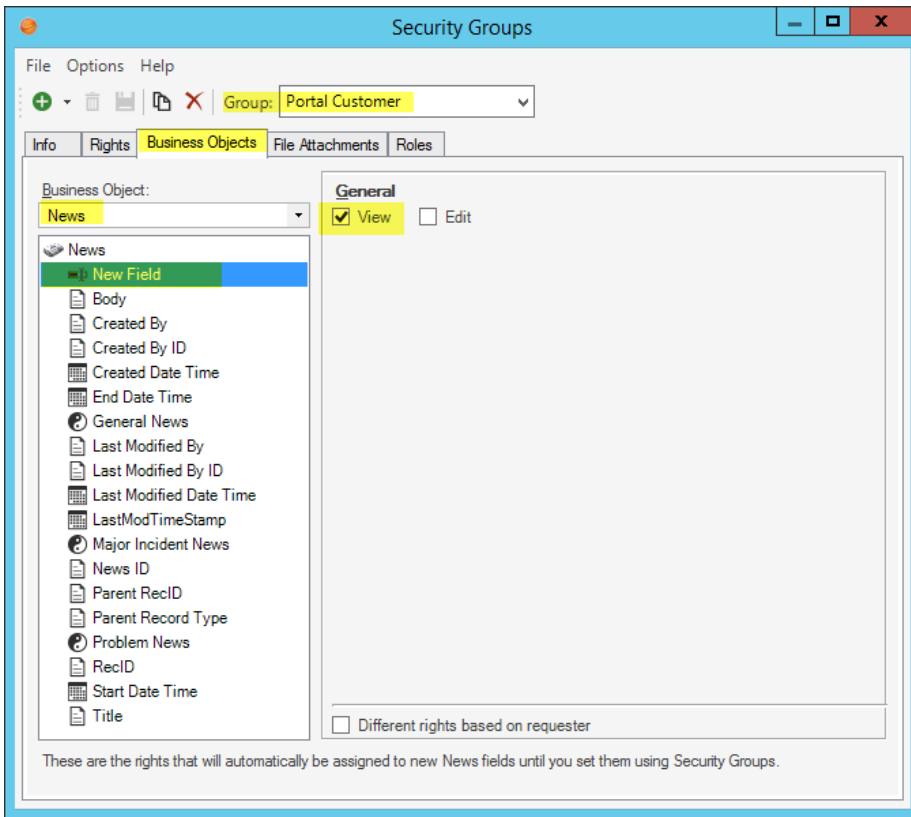 Security Groups
File Options Help
Group: Portal Customer
Info Rights Business Objects File Attachments Roles
Business Object:
News
General
View Edit
News
New Field
Body
Created By
Created By ID
Created Date Time
End Date Time
General News
Last Modified By
Last Modified By ID
Last Modified Date Time
LastModTimeStamp
Major Incident News
News ID
Parent RecID
Parent Record Type
Problem News
RecID
Start Date Time
Title
Different rights based on requester
These are the rights that will automatically be assigned to new News fields until you set them using Security Groups.